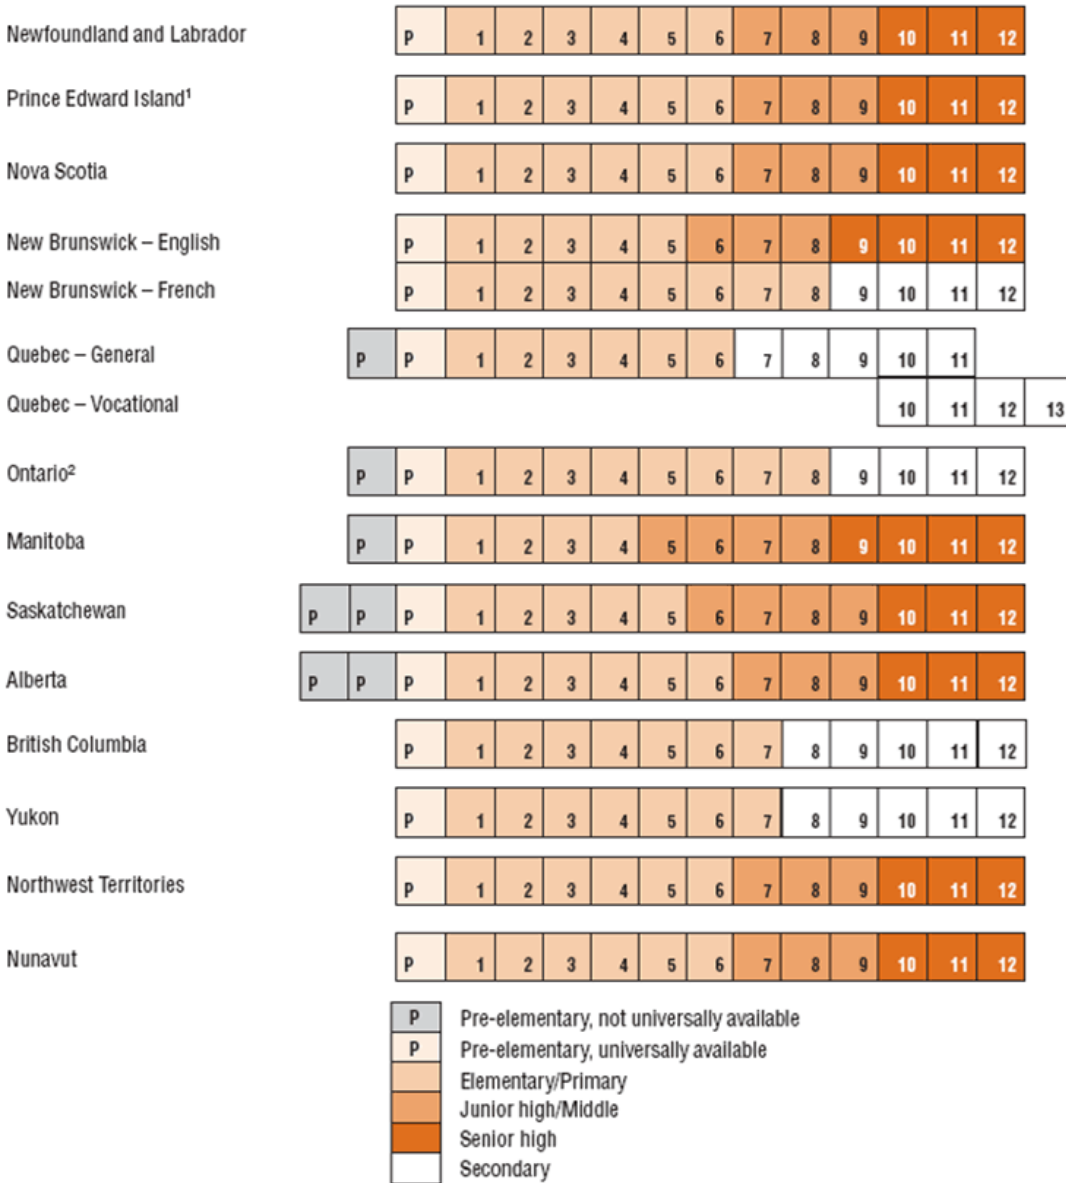 Newfoundland and Labrador P 1 2 3 4 5 6 7 8 9 10 11 12
Prince Edward Island¹ P 1 2 3 4 5 6 7 8 9 10 11 12
Nova Scotia P 1 2 3 4 5 6 7 8 9 10 11 12
New Brunswick – English P 1 2 3 4 5 6 7 8 9 10 11 12
New Brunswick – French P 1 2 3 4 5 6 7 8 9 10 11 12
Quebec – General P P 1 2 3 4 5 6 7 8 9 10 11
Quebec – Vocational 10 11 12 13
Ontario² P P 1 2 3 4 5 6 7 8 9 10 11 12
Manitoba P P 1 2 3 4 5 6 7 8 9 10 11 12
Saskatchewan P P P 1 2 3 4 5 6 7 8 9 10 11 12
Alberta P P P 1 2 3 4 5 6 7 8 9 10 11 12
British Columbia P 1 2 3 4 5 6 7 8 9 10 11 12
Yukon P 1 2 3 4 5 6 7 8 9 10 11 12
Northwest Territories P 1 2 3 4 5 6 7 8 9 10 11 12
Nunavut P 1 2 3 4 5 6 7 8 9 10 11 12
P Pre-elementary, not universally available
P Pre-elementary, universally available
Elementary/Primary
Junior high/Middle
Senior high
Secondary